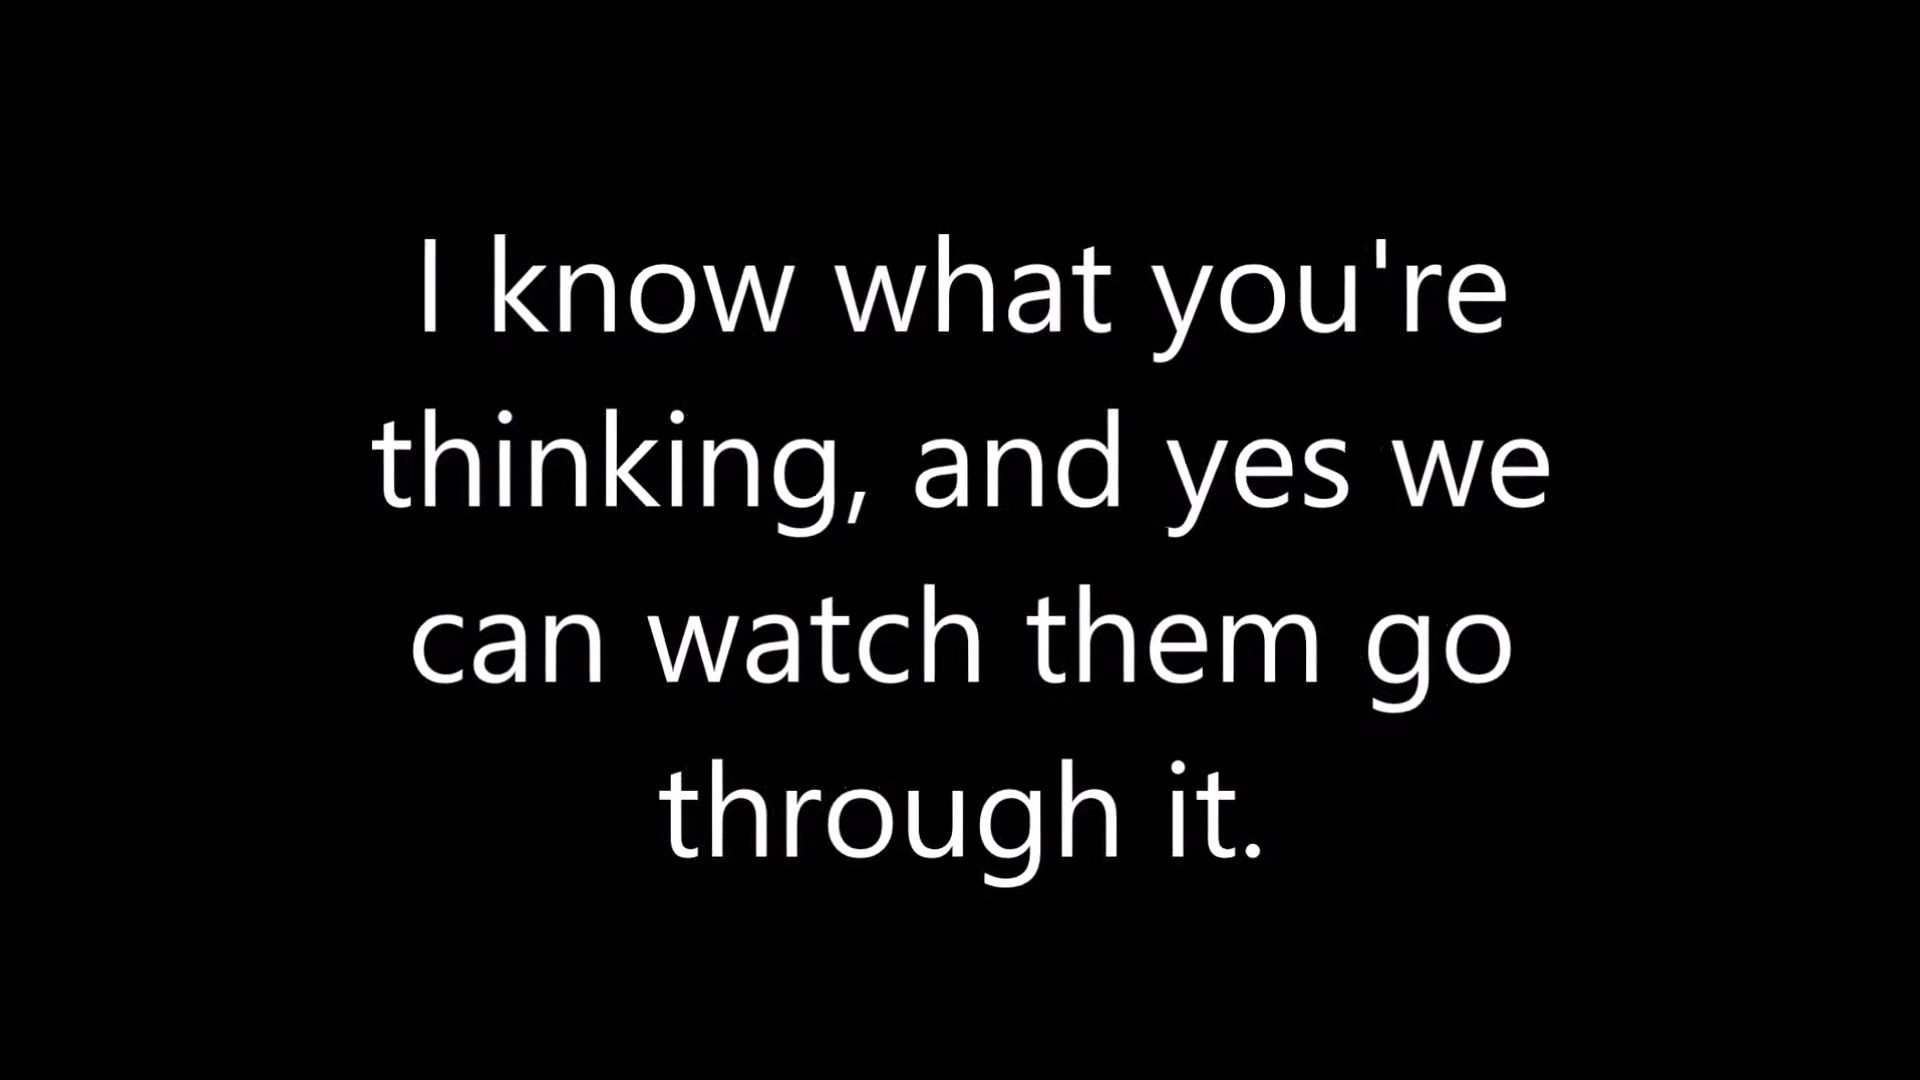 I know what you're
thinking, and yes we
can watch them go
through it.